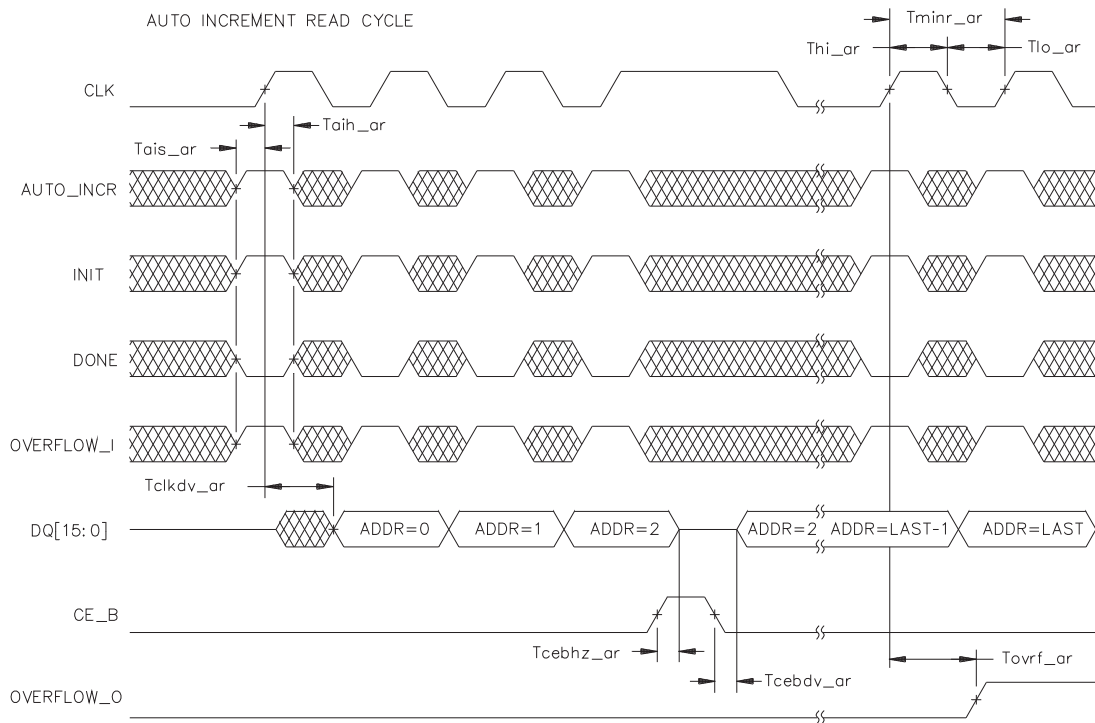 AUTO INCREMENT READ CYCLE
Tminr_ar
Thi_ar
Tlo_ar
CLK
Taih_ar
Tais_ar
AUTO_INCR
INIT
DONE
OVERFLOW_I
Tclkdv_ar
DQ[15:0]
ADDR=0
ADDR=1
ADDR=2
ADDR=2
ADDR=LAST-1
ADDR=LAST
CE_B
Tcebhz_ar
Tcebdv_ar
Tovrf_ar
OVERFLOW_O